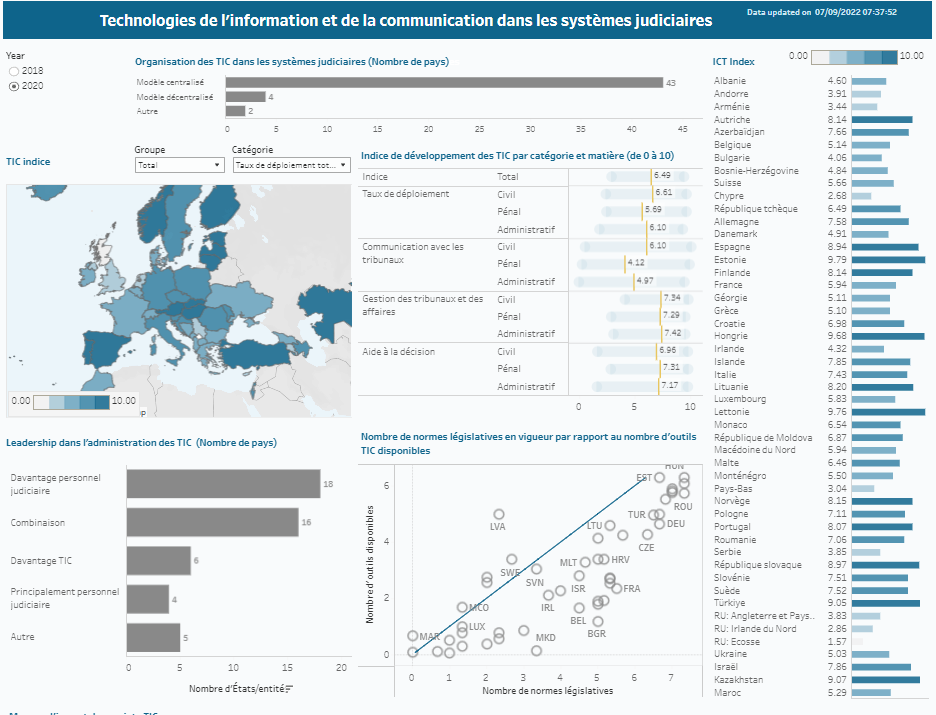 Technologies de l'information et de la communication dans les systèmes judiciaires
Data updated on 07/09/2022 07:37:52
Year
2018
2020
Organisation des TIC dans les systèmes judiciaires (Nombre de pays)
Modèle centralisé 43
Modèle décentralisé 4
Autre 2
0 5 10 15 20 25 30 35 40 45
TIC indice
Groupe
Total
Catégorie
Taux de déploiement tot...
0.00 10.00
Indice de développement des TIC par catégorie et matière (de 0 à 10)
Indice Total 6.49
Taux de déploiement Civil 6.61
Pénal 5.69
Administratif 6.10
Communication avec les Civil 6.10
tribunaux Pénal 4.12
Administratif 4.97
Gestion des tribunaux et des Civil 7.34
affaires Pénal 7.29
Administratif 7.42
Aide à la décision Civil 6.96
Pénal 7.31
Administratif 7.17
0 5 10
Leadership dans l'administration des TIC (Nombre de pays)
Davantage personnel
judiciaire 18
Combinaison 16
Davantage TIC 6
Principalement personnel
judiciaire 4
Autre 5
0 5 10 15 20
Nombre d'États/entité
Nombre de normes législatives en vigueur par rapport au nombre d'outils
TIC disponibles
Nombre d' outils disponibles
6
4
2
0
HUN
EST
ROU
LVA
LTU
TUR
DEU
CZE
SWE
MLT
HRV
SVN
ISR
FRA
MCO
IRL
LUX
BEL
MAR
MKD
BGR
0 1 2 3 4 5 6 7
Nombre de normes législatives
ICT Index
0.00 10.00
Albanie 4.60
Andorre 3.91
Arménie 3.44
Autriche 8.14
Azerbaïdjan 7.66
Belgique 5.14
Bulgarie 4.06
Bosnie-Herzégovine 4.84
Suisse 5.66
Chypre 2.68
République tchèque 6.49
Allemagne 7.58
Danemark 4.91
Espagne 8.94
Estonie 9.79
Finlande 8.14
France 5.94
Géorgie 5.11
Grèce 5.10
Croatie 6.98
Hongrie 9.68
Irlande 4.32
Islande 7.85
Italie 7.43
Lituanie 8.20
Luxembourg 5.83
Lettonie 9.76
Monaco 6.54
République de Moldova 6.87
Macédoine du Nord 5.94
Malte 6.46
Monténégro 5.50
Pays-Bas 3.04
Norvège 8.15
Pologne 7.11
Portugal 8.07
Roumanie 7.06
Serbie 3.85
République slovaque 8.97
Slovénie 7.51
Suède 7.52
Türkiye 9.05
RU: Angleterre et Pays.. 3.83
RU: Irlande du Nord 2.86
RU: Ecosse 1.57
Ukraine 5.03
Israël 7.86
Kazakhstan 9.07
Maroc 5.29